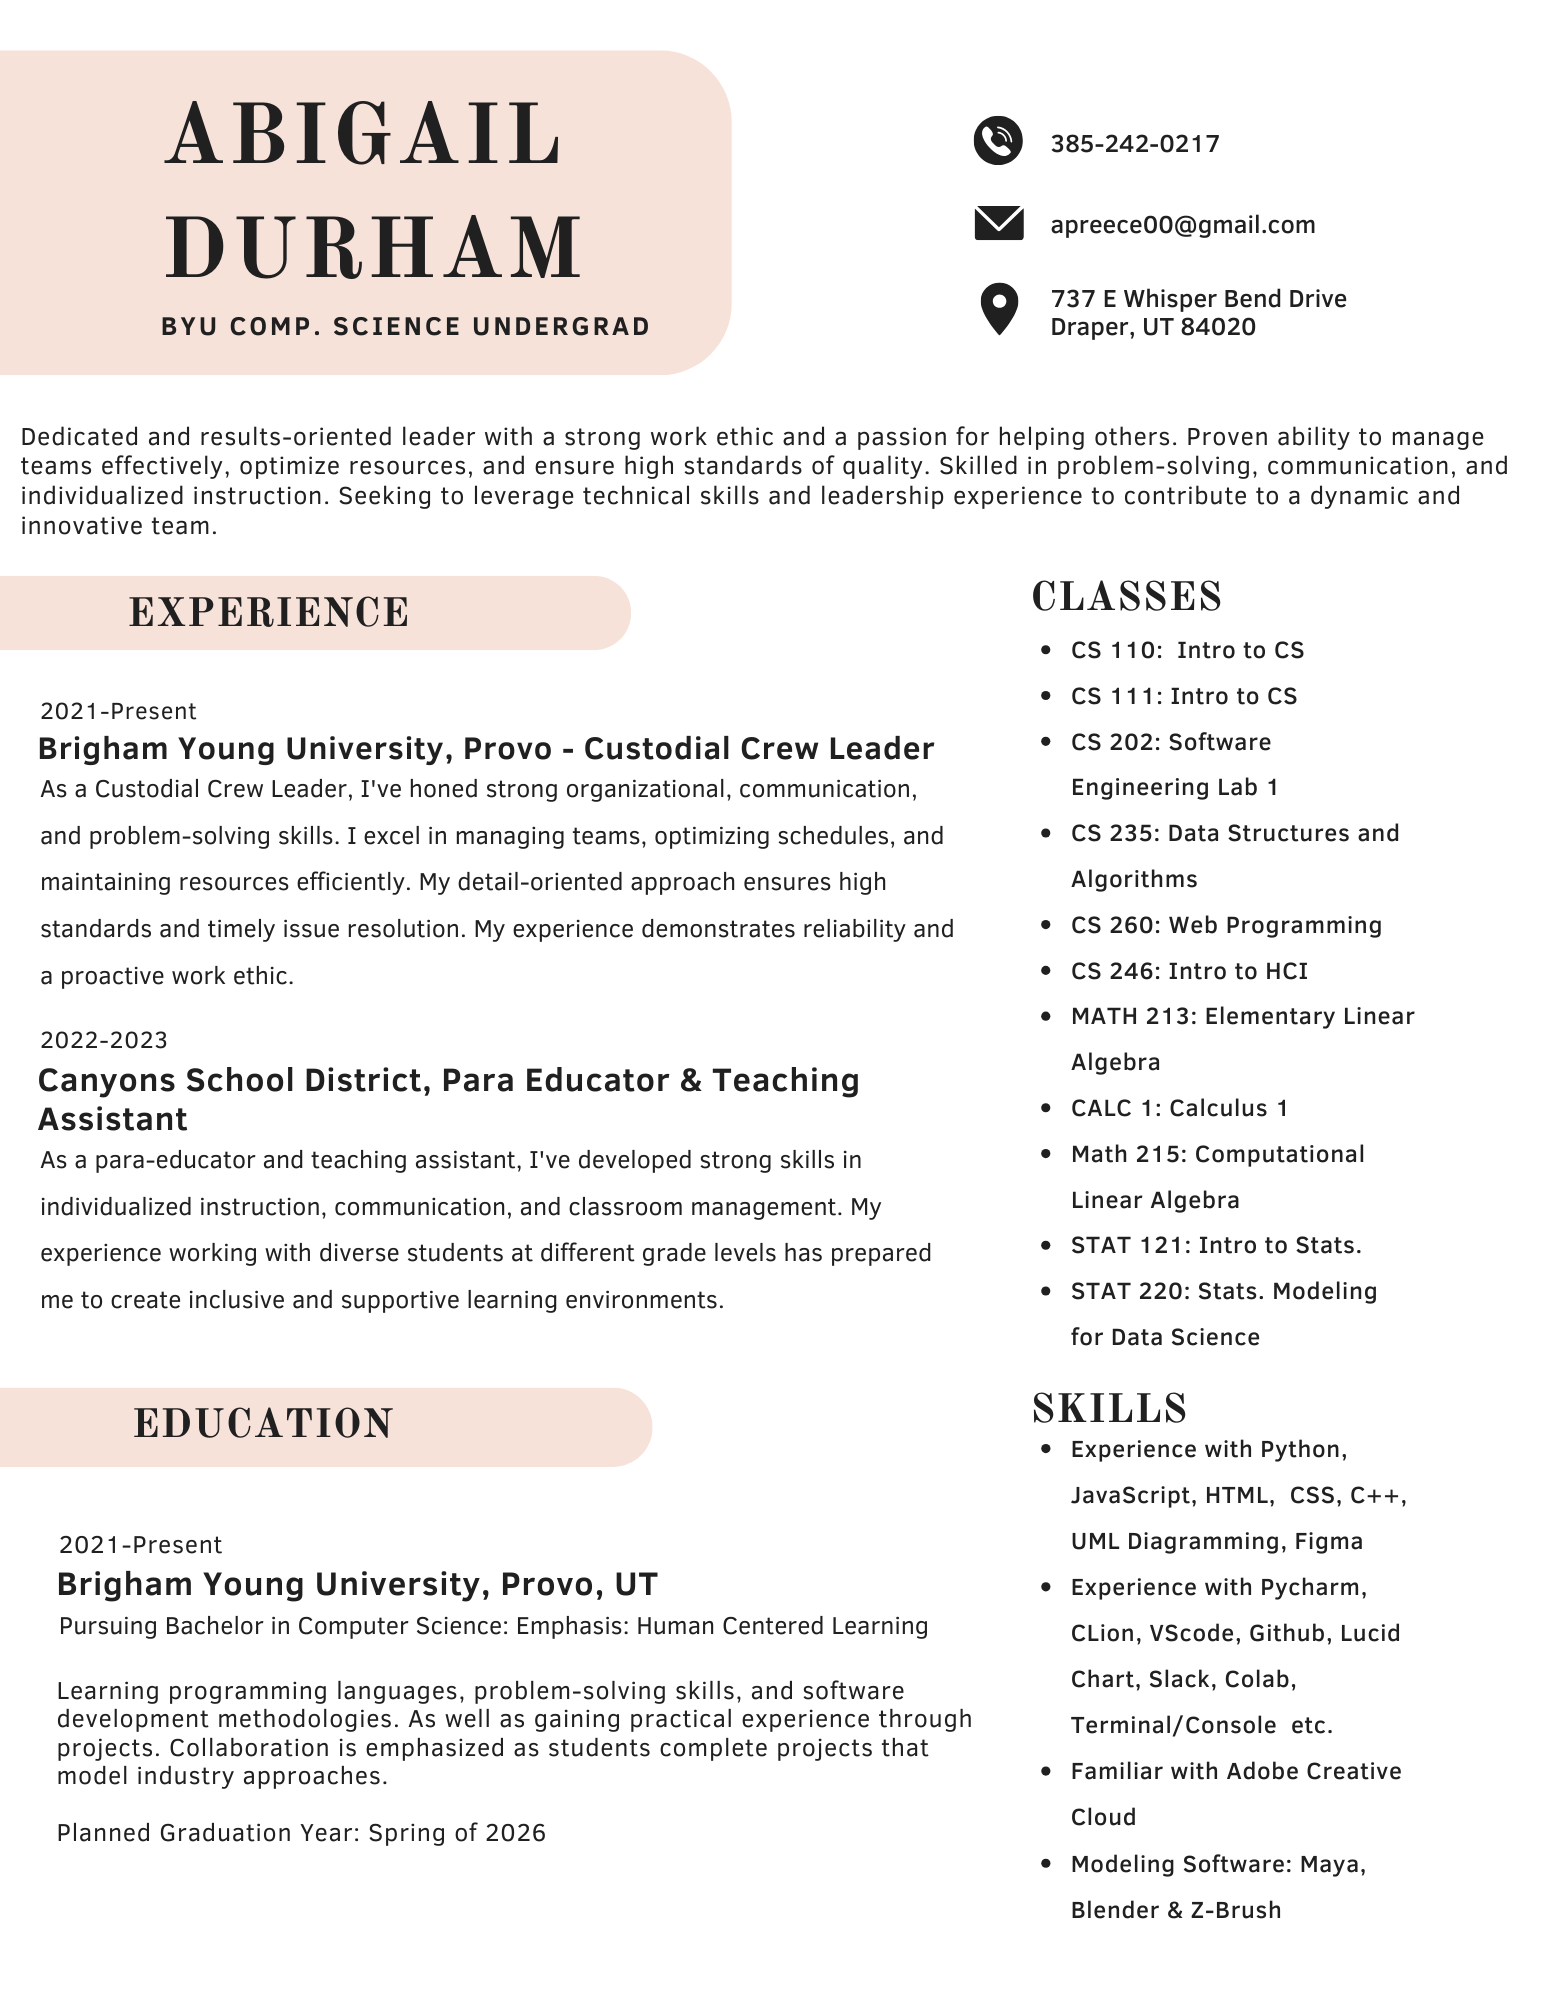 ABIGAIL
DURHAM
BYU COMP. SCIENCE UNDERGRAD
385-242-0217
apreece00@gmail.com
737 E Whisper Bend Drive
Draper, UT 84020
Dedicated and results-oriented leader with a strong work ethic and a passion for helping others. Proven ability to manage
teams effectively, optimize resources, and ensure high standards of quality. Skilled in problem-solving, communication, and
individualized instruction. Seeking to leverage technical skills and leadership experience to contribute to a dynamic and
innovative team.
EXPERIENCE
2021-Present
Brigham Young University, Provo - Custodial Crew Leader
As a Custodial Crew Leader, I've honed strong organizational, communication,
and problem-solving skills. I excel in managing teams, optimizing schedules, and
maintaining resources efficiently. My detail-oriented approach ensures high
standards and timely issue resolution. My experience demonstrates reliability and
a proactive work ethic.
2022-2023
Canyons School District, Para Educator & Teaching
Assistant
As a para-educator and teaching assistant, I've developed strong skills in
individualized instruction, communication, and classroom management. My
experience working with diverse students at different grade levels has prepared
me to create inclusive and supportive learning environments.
EDUCATION
2021-Present
Brigham Young University, Provo, UT
Pursuing Bachelor in Computer Science: Emphasis: Human Centered Learning
Learning programming languages, problem-solving skills, and software
development methodologies. As well as gaining practical experience through
projects. Collaboration is emphasized as students complete projects that
model industry approaches.
Planned Graduation Year: Spring of 2026
CLASSES
• CS 110:  Intro to CS
• CS 111: Intro to CS
• CS 202: Software
Engineering Lab 1
• CS 235: Data Structures and
Algorithms
• CS 260: Web Programming
• CS 246: Intro to HCI
• MATH 213: Elementary Linear
Algebra
• CALC 1: Calculus 1
• Math 215: Computational
Linear Algebra
• STAT 121: Intro to Stats.
• STAT 220: Stats. Modeling
for Data Science
SKILLS
• Experience with Python,
JavaScript, HTML,  CSS, C++,
UML Diagramming, Figma
• Experience with Pycharm,
CLion, VScode, Github, Lucid
Chart, Slack, Colab,
Terminal/Console  etc.
• Familiar with Adobe Creative
Cloud
• Modeling Software: Maya,
Blender & Z-Brush